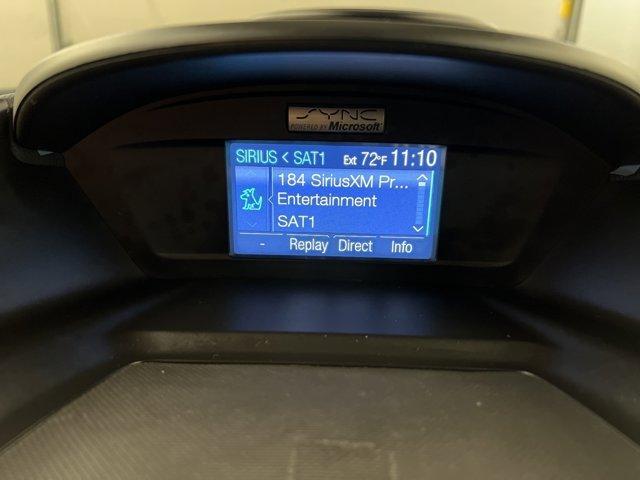 SYNC
POWERED BY Microsoft
SIRIUS < SAT1 Ext 72°F 11:10
184 SiriusXM Pr...
Entertainment
SAT1
- Replay Direct Info